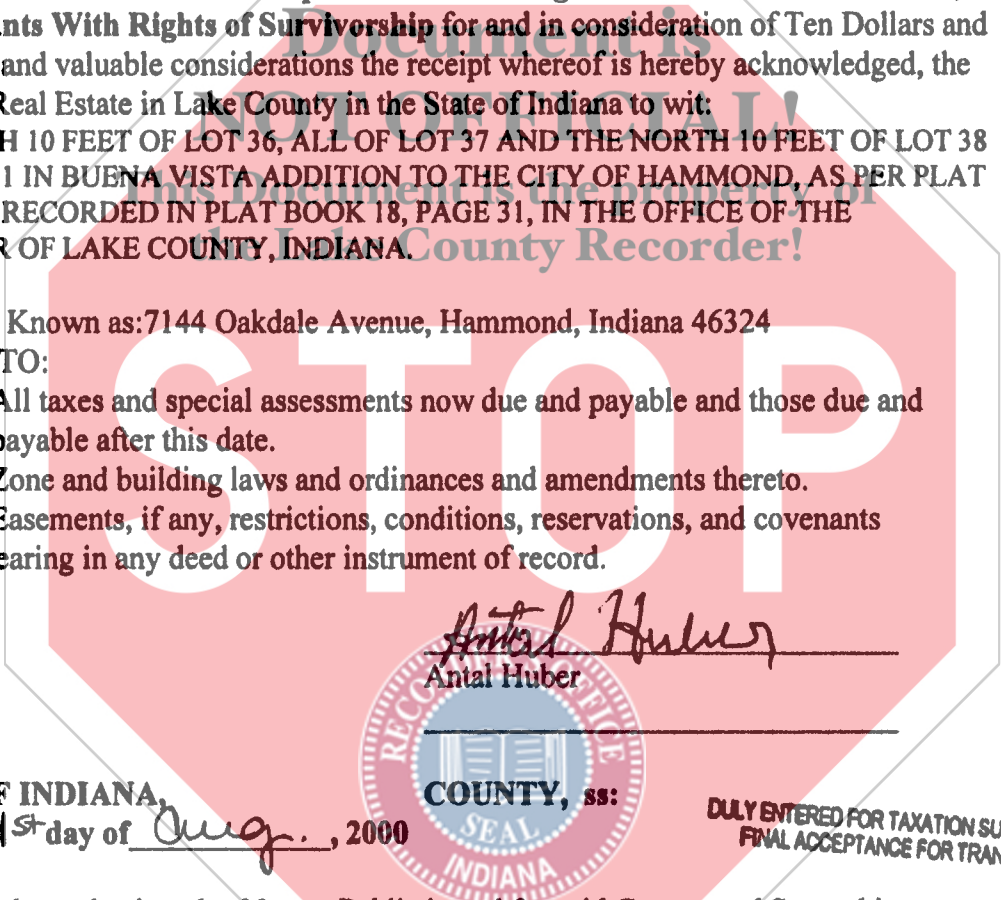 nts With Rights of Survivorship for and in consideration of Ten Dollars and
Document is
and valuable considerations the receipt whereof is hereby acknowledged, the
Real Estate in Lake County in the State of Indiana to wit:
NOT OFFICIAL!
H 10 FEET OF LOT 36, ALL OF LOT 37 AND THE NORTH 10 FEET OF LOT 38
1 IN BUENA VISTA ADDITION TO THE CITY OF HAMMOND, AS PER PLAT
This Document is the property of
RECORDED IN PLAT BOOK 18, PAGE 31, IN THE OFFICE OF THE
R OF LAKE COUNTY, INDIANA.
the Lake County Recorder!
Known as:7144 Oakdale Avenue, Hammond, Indiana 46324
TO:
All taxes and special assessments now due and payable and those due and
payable after this date.
Zone and building laws and ordinances and amendments thereto.
Easements, if any, restrictions, conditions, reservations, and covenants
earing in any deed or other instrument of record.
STOP
Antal Huber
Antal Huber
RECORDER'S OFFICE
SEAL
INDIANA
F INDIANA, COUNTY, ss:
1st day of Aug. , 2000
DULY ENTERED FOR TAXATION SU
FINAL ACCEPTANCE FOR TRAN